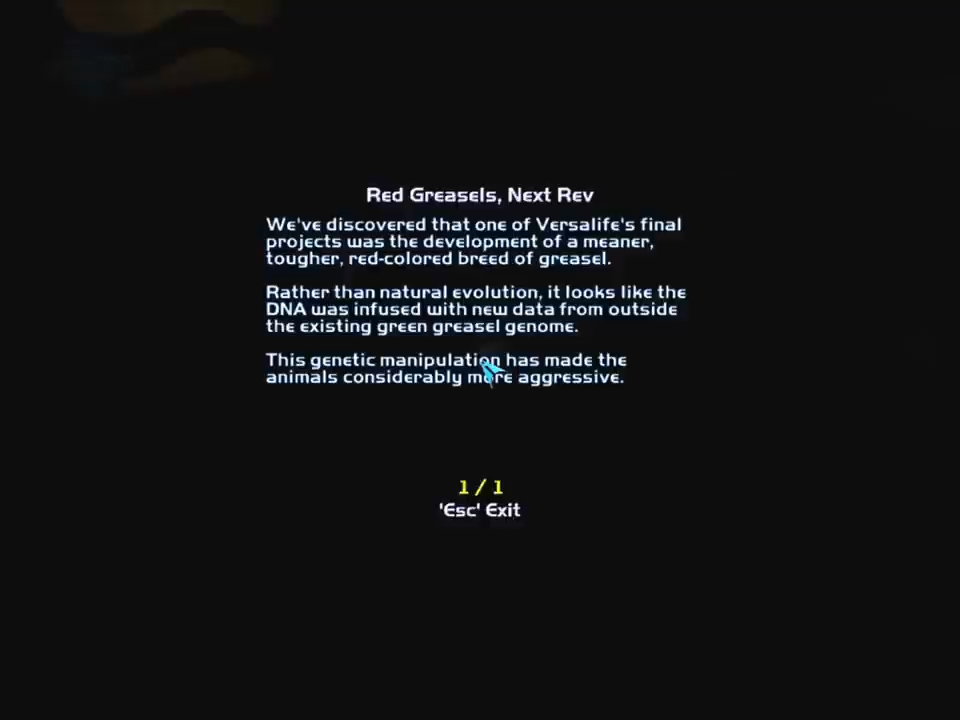 Red Greasels, Next Rev
We've discovered that one of Versalife's final
projects was the development of a meaner,
tougher, red-colored breed of greasel.
Rather than natural evolution, it looks like the
DNA was infused with new data from outside
the existing green greasel genome.
This genetic manipulation has made the
animals considerably more aggressive.
1 / 1
'Esc' Exit